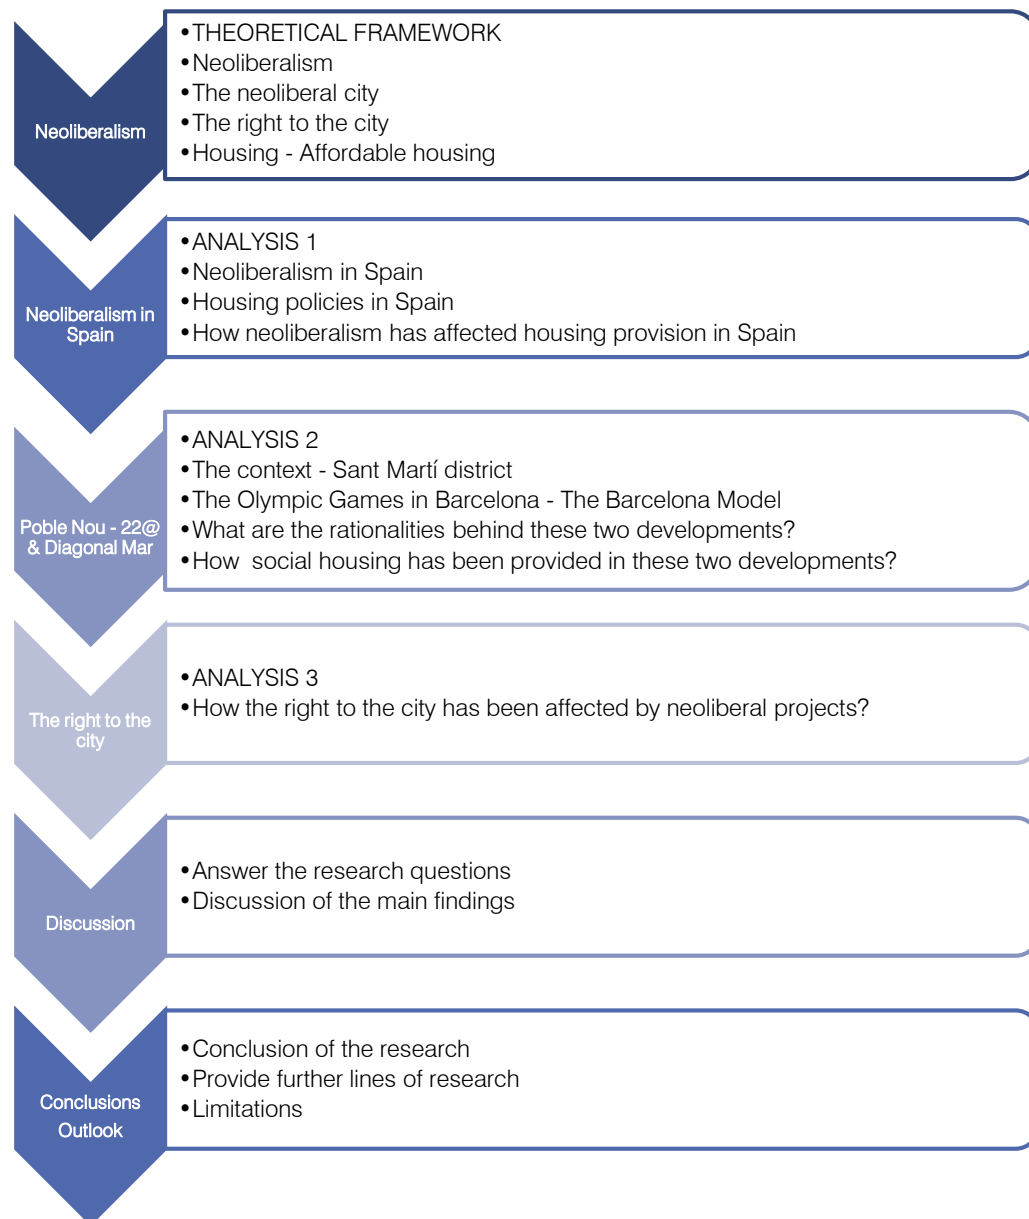 Neoliberalism
•THEORETICAL FRAMEWORK
•Neoliberalism
•The neoliberal city
•The right to the city
•Housing - Affordable housing
Neoliberalism in
Spain
•ANALYSIS 1
•Neoliberalism in Spain
•Housing policies in Spain
•How neoliberalism has affected housing provision in Spain
Poble Nou - 22@
& Diagonal Mar
•ANALYSIS 2
•The context - Sant Martí district
•The Olympic Games in Barcelona - The Barcelona Model
•What are the rationalities behind these two developments?
•How  social housing has been provided in these two developments?
The right to the
city
•ANALYSIS 3
•How the right to the city has been affected by neoliberal projects?
Discussion
•Answer the research questions
•Discussion of the main findings
Conclusions
Outlook
•Conclusion of the research
•Provide further lines of research
•Limitations